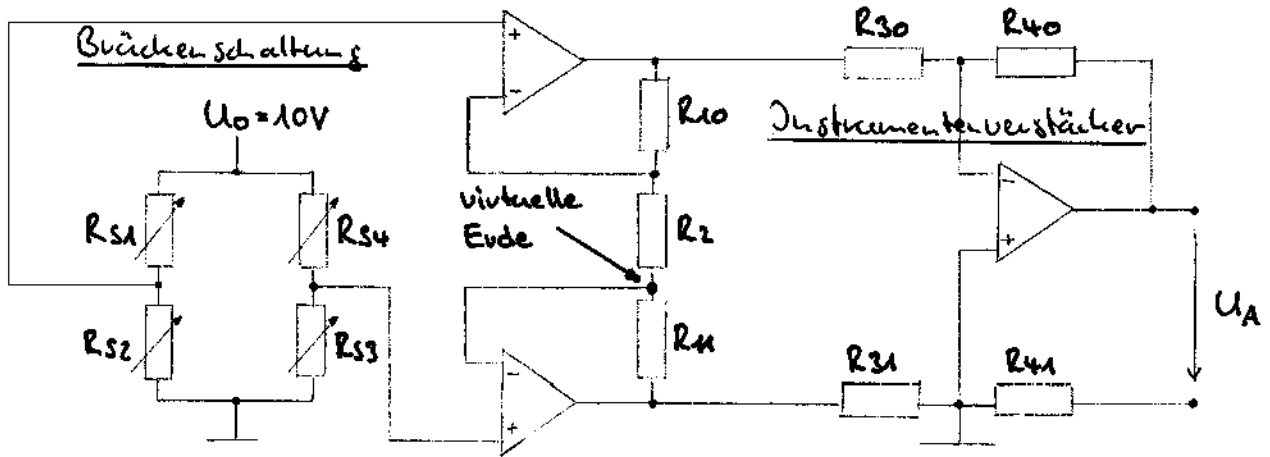 Brückenschaltung
U0=10V
RS1
RS4
RS2
RS3
+
-
R10
R2
virtuelle
Erde
R11
-
+
R30
R40
Instrumentenverstärker
-
+
UA
R31
R41